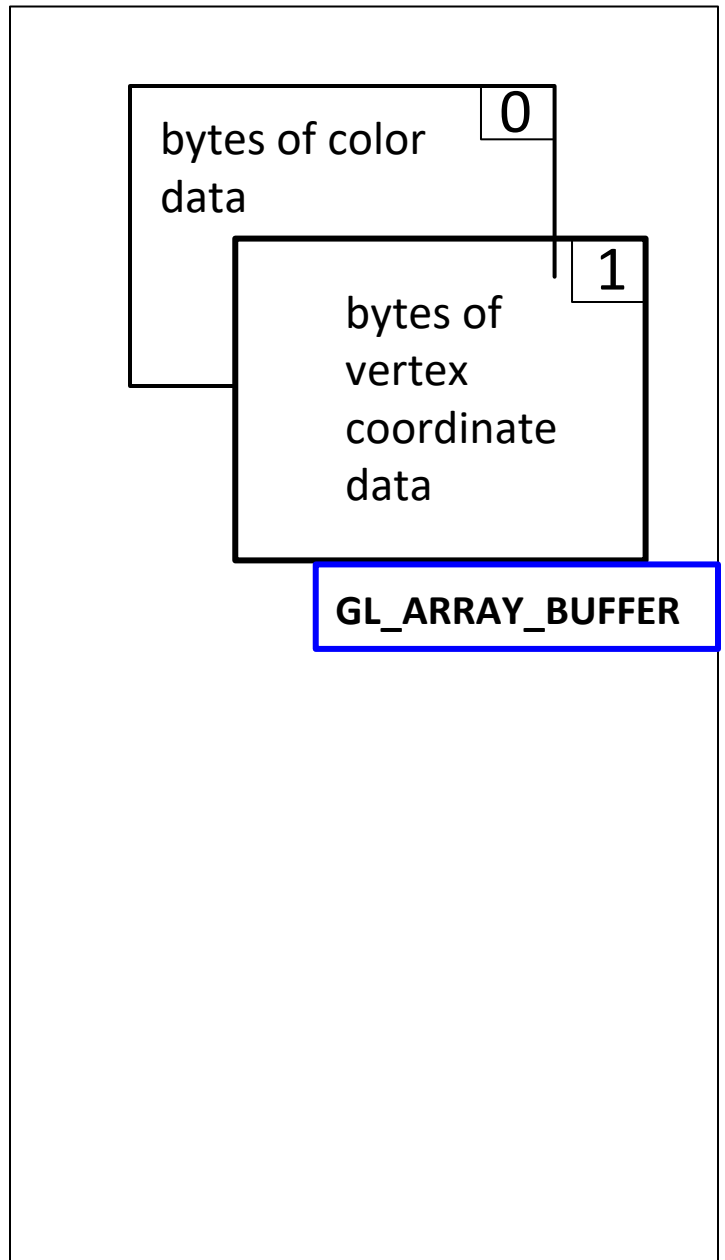 0
bytes of color
data
1
bytes of
vertex
coordinate
data
GL_ARRAY_BUFFER